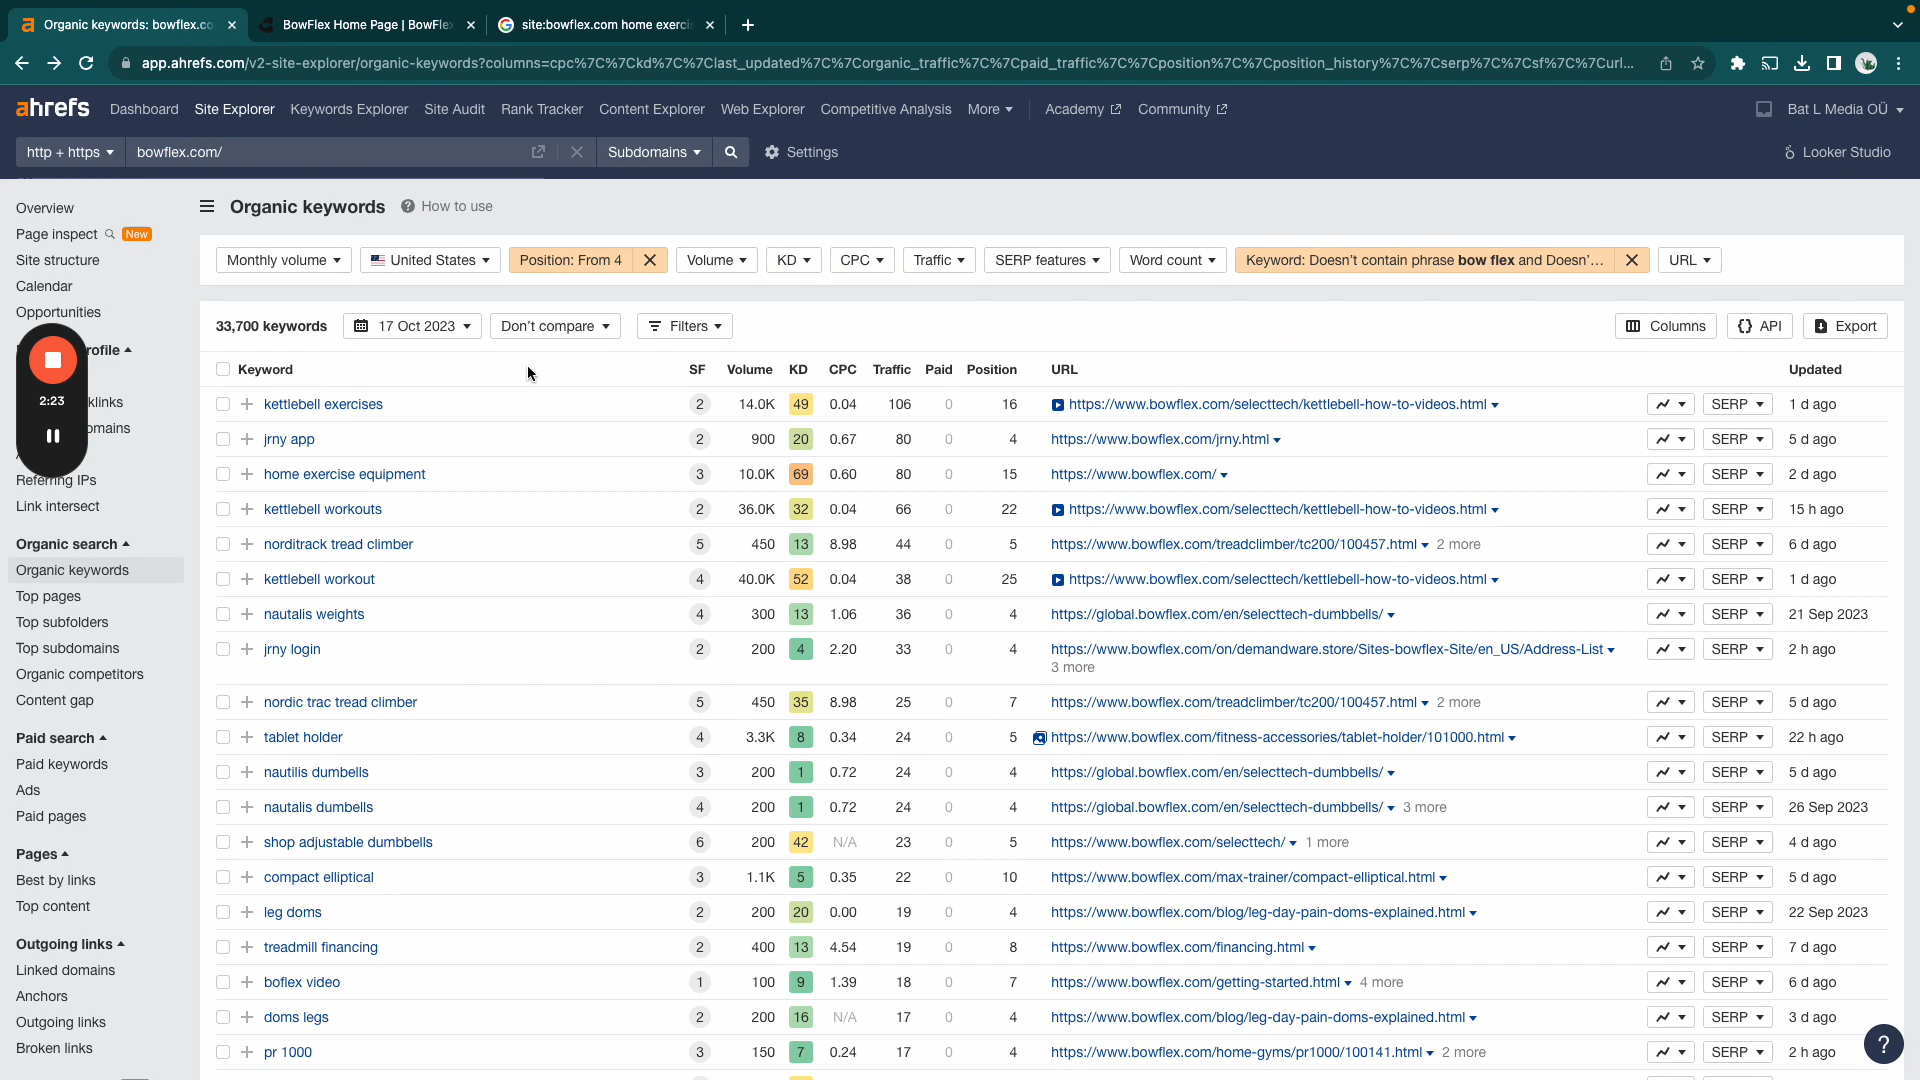 Organic keywords: bowflex.co
BowFlex Home Page | BowFlex
site:bowflex.com home exerci
app.ahrefs.com/v2-site-explorer/organic-keywords?columns=cpc%7C%7Ckd%7C%7Clast_updated%7C%7Corganic_traffic%7C%7Cpaid_traffic%7C%7Cposition%7C%7Cposition_history%7C%7Cserp%7C%7Csf%7C%7Curl...
ahrefs Dashboard Site Explorer Keywords Explorer Site Audit Rank Tracker Content Explorer Web Explorer Competitive Analysis More Academy Community Bat L Media OÜ
http + https bowflex.com/ Subdomains Settings Looker Studio
Overview
Page inspect New
Site structure
Calendar
Opportunities
rofile
klinks
omains
Referring IPs
Link intersect
Organic search
Organic keywords
Top pages
Top subfolders
Top subdomains
Organic competitors
Content gap
Paid search
Paid keywords
Ads
Paid pages
Pages
Best by links
Top content
Outgoing links
Linked domains
Anchors
Outgoing links
Broken links
2:23
Organic keywords ? How to use
Monthly volume United States Position: From 4 Volume KD CPC Traffic SERP features Word count Keyword: Doesn't contain phrase bow flex and Doesn'... URL
33,700 keywords 17 Oct 2023 Don't compare Filters Columns {} API Export
Keyword SF Volume KD CPC Traffic Paid Position URL Updated
kettlebell exercises 2 14.0K 49 0.04 106 0 16 https://www.bowflex.com/selecttech/kettlebell-how-to-videos.html SERP 1 d ago
jrny app 2 900 20 0.67 80 0 4 https://www.bowflex.com/jrny.html SERP 5 d ago
home exercise equipment 3 10.0K 69 0.60 80 0 15 https://www.bowflex.com/ SERP 2 d ago
kettlebell workouts 2 36.0K 32 0.04 66 0 22 https://www.bowflex.com/selecttech/kettlebell-how-to-videos.html SERP 15 h ago
norditrack tread climber 5 450 13 8.98 44 0 5 https://www.bowflex.com/treadclimber/tc200/100457.html 2 more SERP 6 d ago
kettlebell workout 4 40.0K 52 0.04 38 0 25 https://www.bowflex.com/selecttech/kettlebell-how-to-videos.html SERP 1 d ago
nautalis weights 4 300 13 1.06 36 0 4 https://global.bowflex.com/en/selecttech-dumbbells/ SERP 21 Sep 2023
jrny login 2 200 4 2.20 33 0 4 https://www.bowflex.com/on/demandware.store/Sites-bowflex-Site/en_US/Address-List SERP 2 h ago
3 more
nordic trac tread climber 5 450 35 8.98 25 0 7 https://www.bowflex.com/treadclimber/tc200/100457.html 2 more SERP 5 d ago
tablet holder 4 3.3K 8 0.34 24 0 5 https://www.bowflex.com/fitness-accessories/tablet-holder/101000.html SERP 22 h ago
nautilis dumbells 3 200 1 0.72 24 0 4 https://global.bowflex.com/en/selecttech-dumbbells/ SERP 5 d ago
nautalis dumbells 4 200 1 0.72 24 0 4 https://global.bowflex.com/en/selecttech-dumbbells/ 3 more SERP 26 Sep 2023
shop adjustable dumbbells 6 200 42 N/A 23 0 5 https://www.bowflex.com/selecttech/ 1 more SERP 4 d ago
compact elliptical 3 1.1K 5 0.35 22 0 10 https://www.bowflex.com/max-trainer/compact-elliptical.html SERP 5 d ago
leg doms 2 200 20 0.00 19 0 4 https://www.bowflex.com/blog/leg-day-pain-doms-explained.html SERP 22 Sep 2023
treadmill financing 2 400 13 4.54 19 0 8 https://www.bowflex.com/financing.html SERP 7 d ago
boflex video 1 100 9 1.39 18 0 7 https://www.bowflex.com/getting-started.html 4 more SERP 6 d ago
doms legs 2 200 16 N/A 17 0 4 https://www.bowflex.com/blog/leg-day-pain-doms-explained.html SERP 3 d ago
pr 1000 3 150 7 0.24 17 0 4 https://www.bowflex.com/home-gyms/pr1000/100141.html 2 more SERP 2 h ago
?